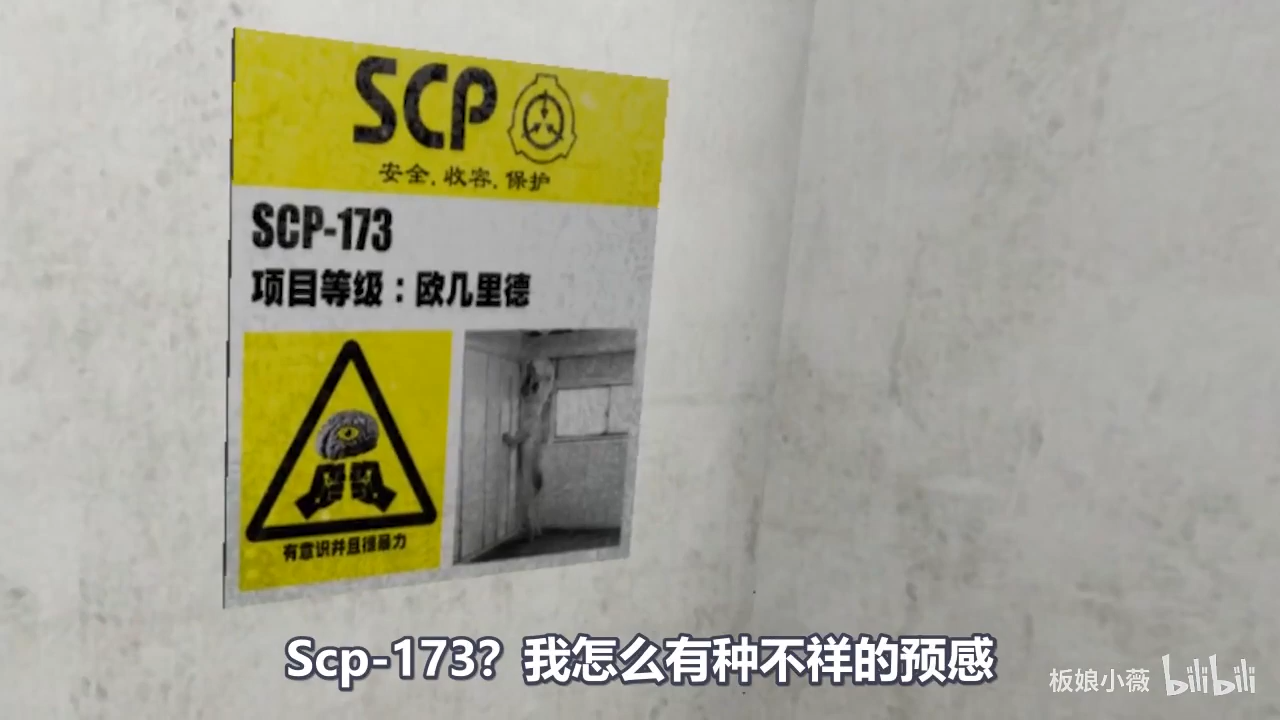 SCP
安全.收容.保护
SCP-173
项目等级：欧几里德
有意识并且很暴力
Scp-173？我怎么有种不祥的预感
板娘小薇 bilibili